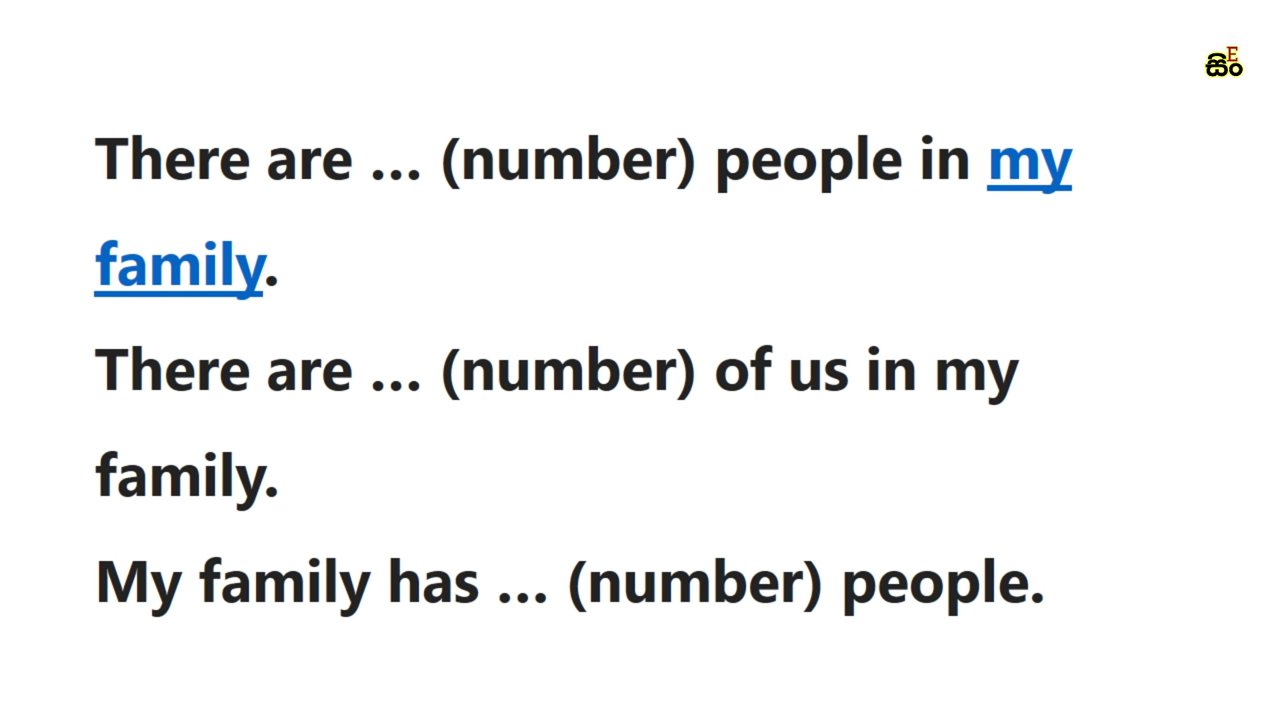 සිං
E
There are … (number) people in my
family.
There are … (number) of us in my
family.
My family has … (number) people.